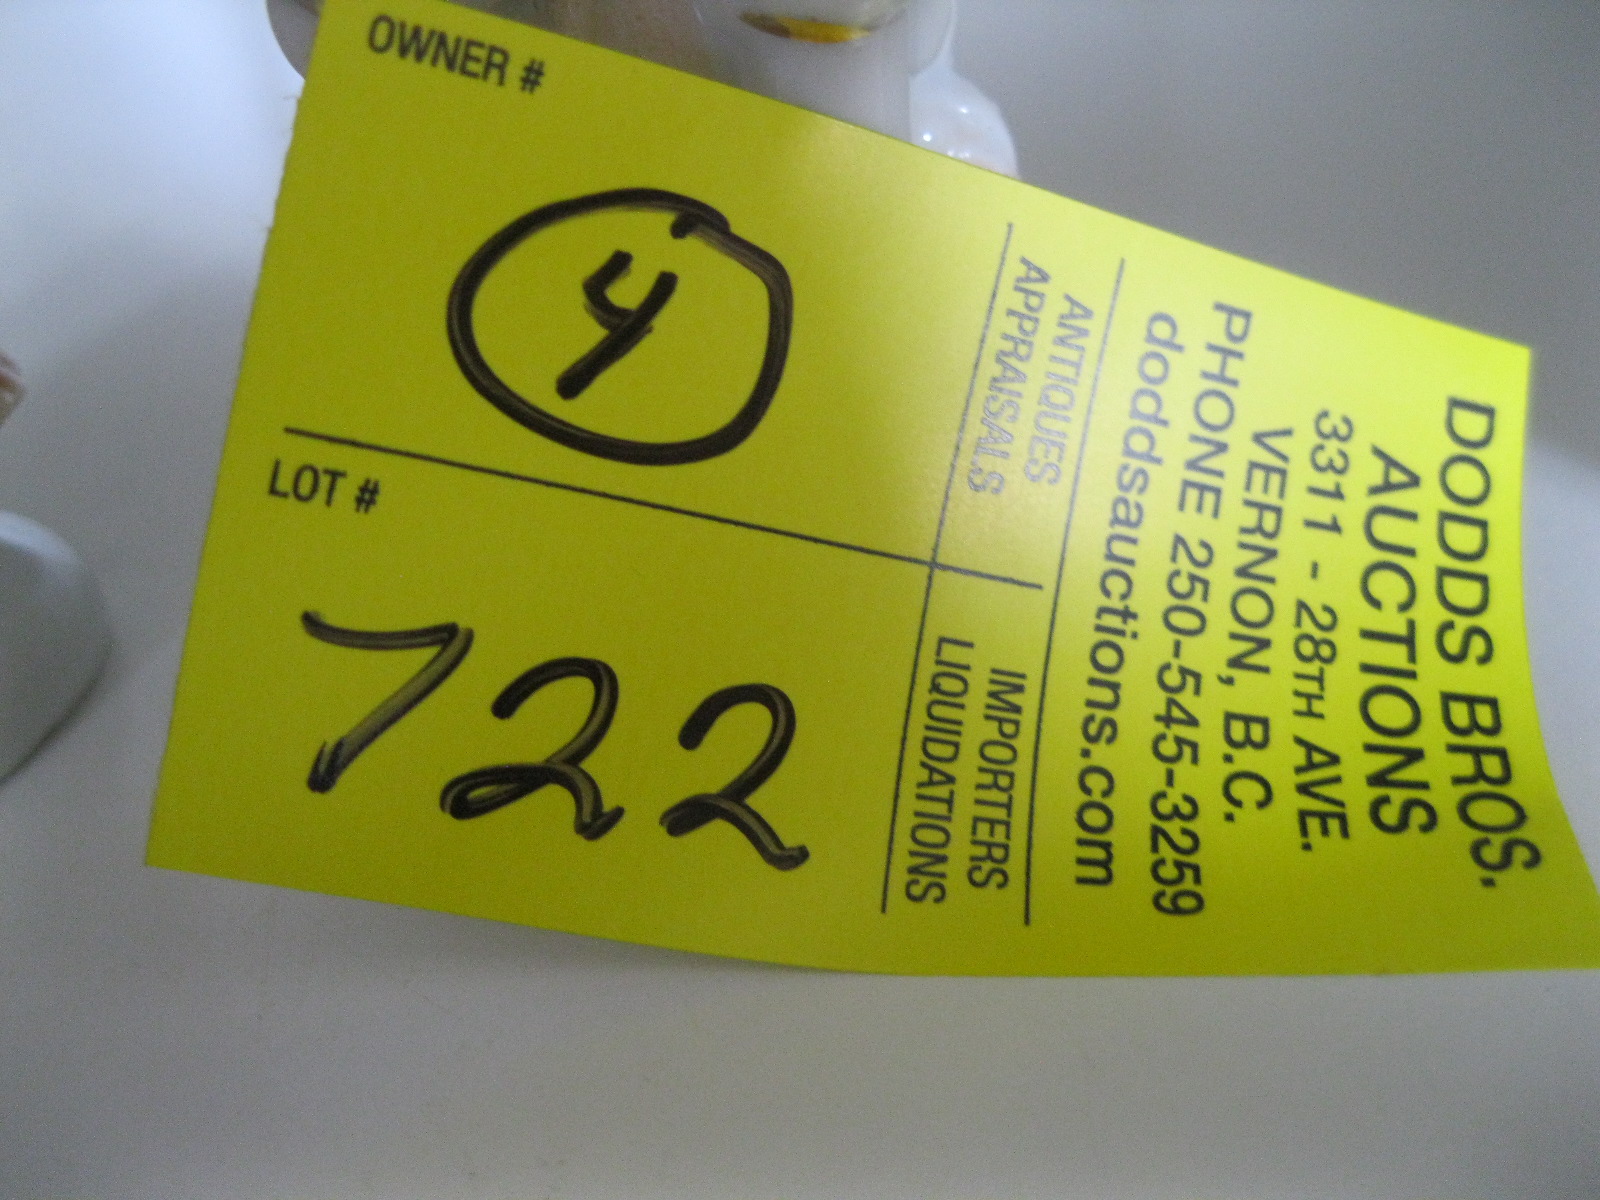 OWNER #
4
LOT #
722
DODDS BROS.
AUCTIONS
3311 - 28TH AVE.
VERNON, B.C.
PHONE 250-545-3259
doddsauctions.com
ANTIQUES
APPRAISALS
IMPORTERS
LIQUIDATIONS